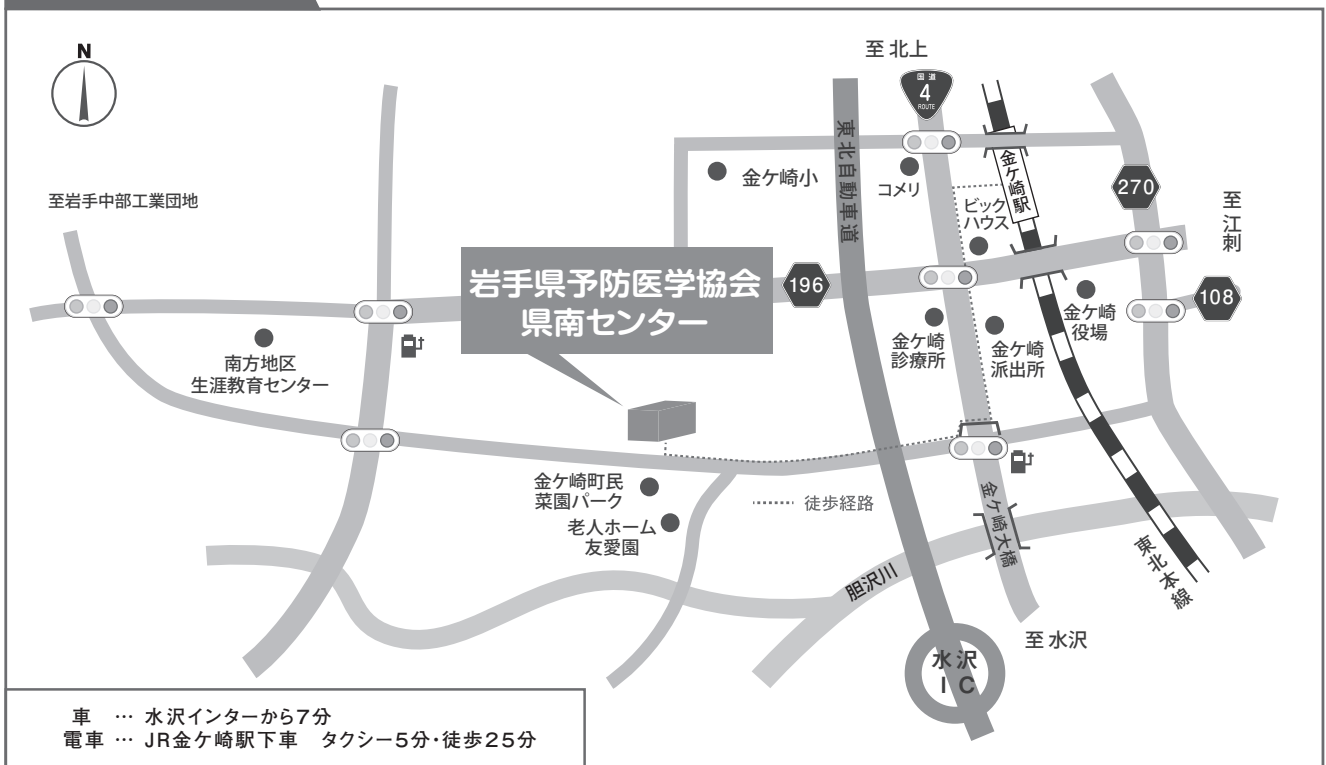 N
至 北上
国道
4
ROUTE
東北自動車道
金ケ崎小
コメリ
ビック
ハウス
金ケ崎駅
270
至江刺
至岩手中部工業団地
岩手県予防医学協会
県南センター
196
108
南方地区
生涯教育センター
金ケ崎
診療所
金ケ崎
派出所
金ケ崎
役場
金ケ崎町民
菜園パーク
老人ホーム
友愛園
徒歩経路
金ケ崎大橋
胆沢川
東北本線
至 水沢
水沢
IC
車 … 水沢インターから7分
電車 … JR金ケ崎駅下車 タクシー5分・徒歩25分